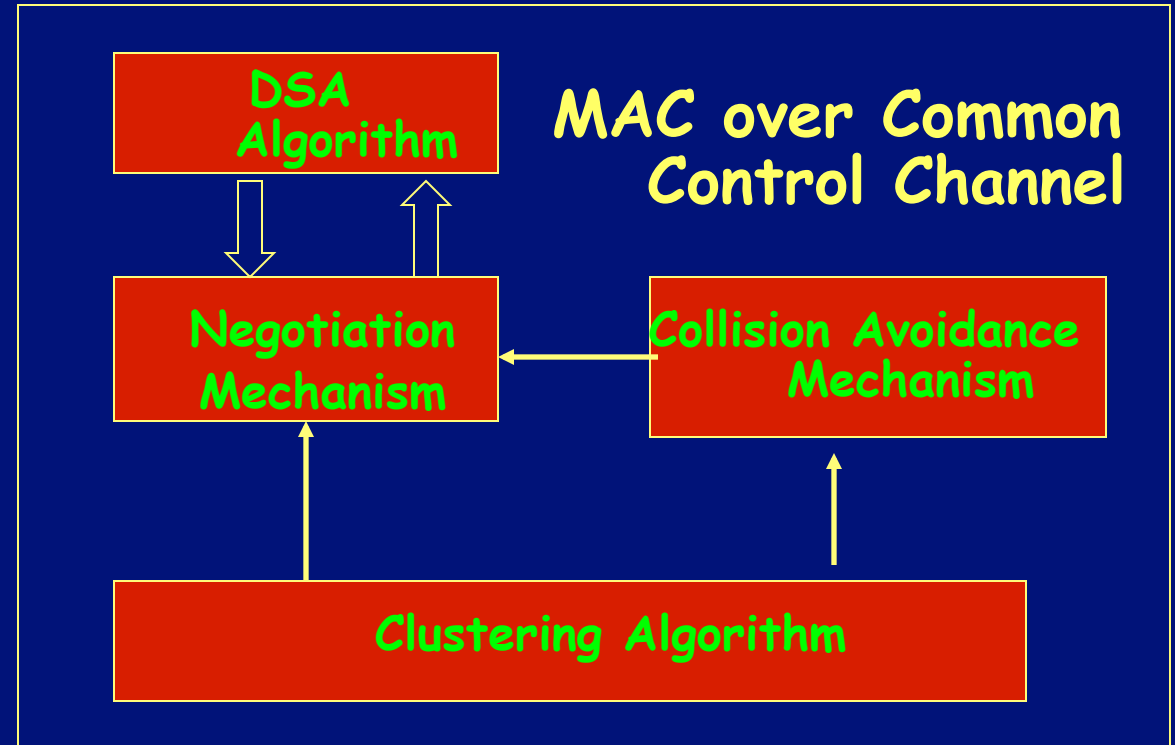 DSA
Algorithm
MAC over Common
Control Channel
Negotiation
Mechanism
Collision Avoidance
Mechanism
Clustering Algorithm